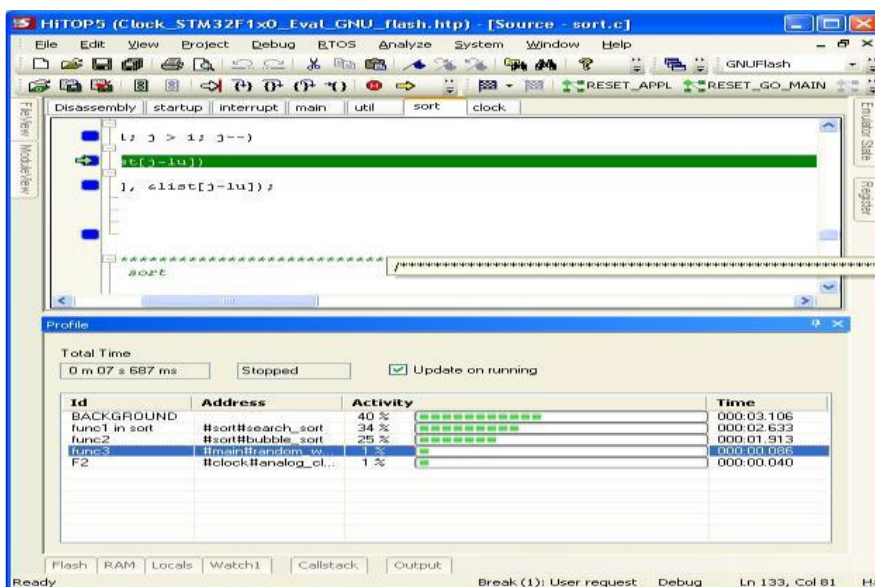 HiTOP5 (Clock_STM32F1x0_Eval_GNU_flash.htp) - [Source - sort.c]
File Edit View Project Debug RTOS Analyze System Window Help
GNUFlash
RESET_APPL RESET_GO_MAIN
FileView
ModuleView
Disassembly startup interrupt main util sort clock
Emulator State
Register
1; j > i; j--)
st[j-1u])
], &list[j-1u]);
****************************
sort
Profile
Total Time
0 m 07 s 687 ms Stopped Update on running
Id Address Activity Time
BACKGROUND 40 % 000:03.106
func1 in sort #sort#search_sort 34 % 000:02.633
func2 #sort#bubble_sort 25 % 000:01.913
func3 #main#random_w... 1 % 000:00.086
F2 #clock#analog_cl... 1 % 000:00.040
Flash RAM Locals Watch1 Callstack Output
Ready Break (1): User request Debug Ln 133, Col 81